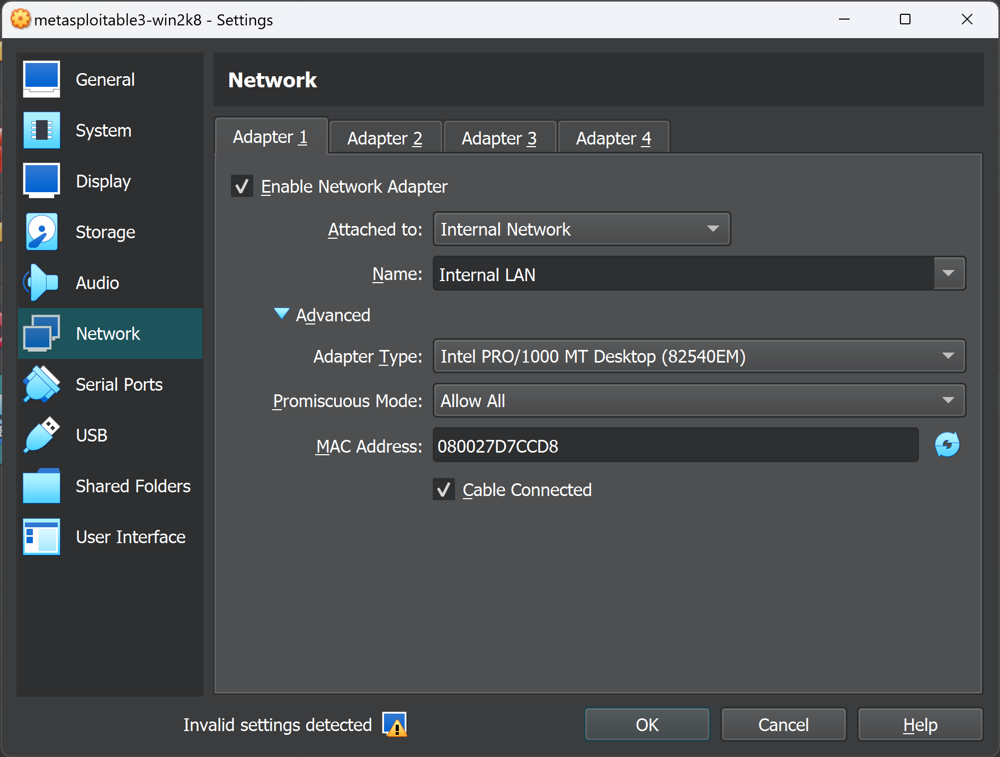 metasploitable3-win2k8 - Settings
General
System
Display
Storage
Audio
Network
Serial Ports
USB
Shared Folders
User Interface
Network
Adapter 1
Adapter 2
Adapter 3
Adapter 4
Enable Network Adapter
Attached to: Internal Network
Name: Internal LAN
Advanced
Adapter Type: Intel PRO/1000 MT Desktop (82540EM)
Promiscuous Mode: Allow All
MAC Address: 080027D7CCD8
Cable Connected
Invalid settings detected
OK
Cancel
Help